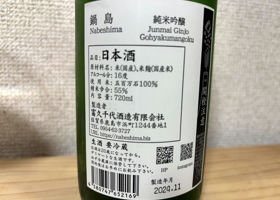 鍋島
Nabeshima
純米吟醸
Junmai Ginjo
Gohyakumangoku
品目 日本酒
原材料名/米(国産)、米麹(国産米)
アルコール分/16度
使用米/五百万石100%
精米歩合/55%
内容量/720ml
製造者
富久千代酒造有限会社
佐賀県鹿島市浜町1244番地1
TEL.0954-62-3727
https://nabeshima.biz
生酒 要冷蔵
HP
Instagram
製造年月
2024.11
4580747652169